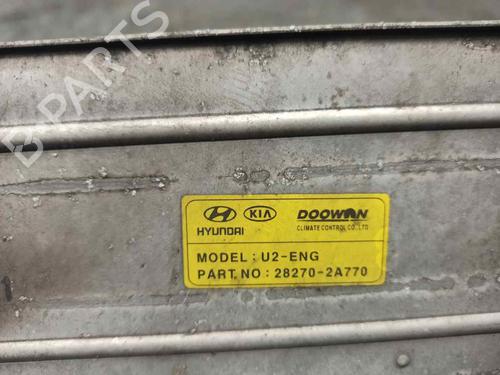 B-PARTS
HYUNDAI KIA DOOWON
CLIMATE CONTROL CO., LTD
MODEL : U2-ENG
PART NO : 28270-2A770